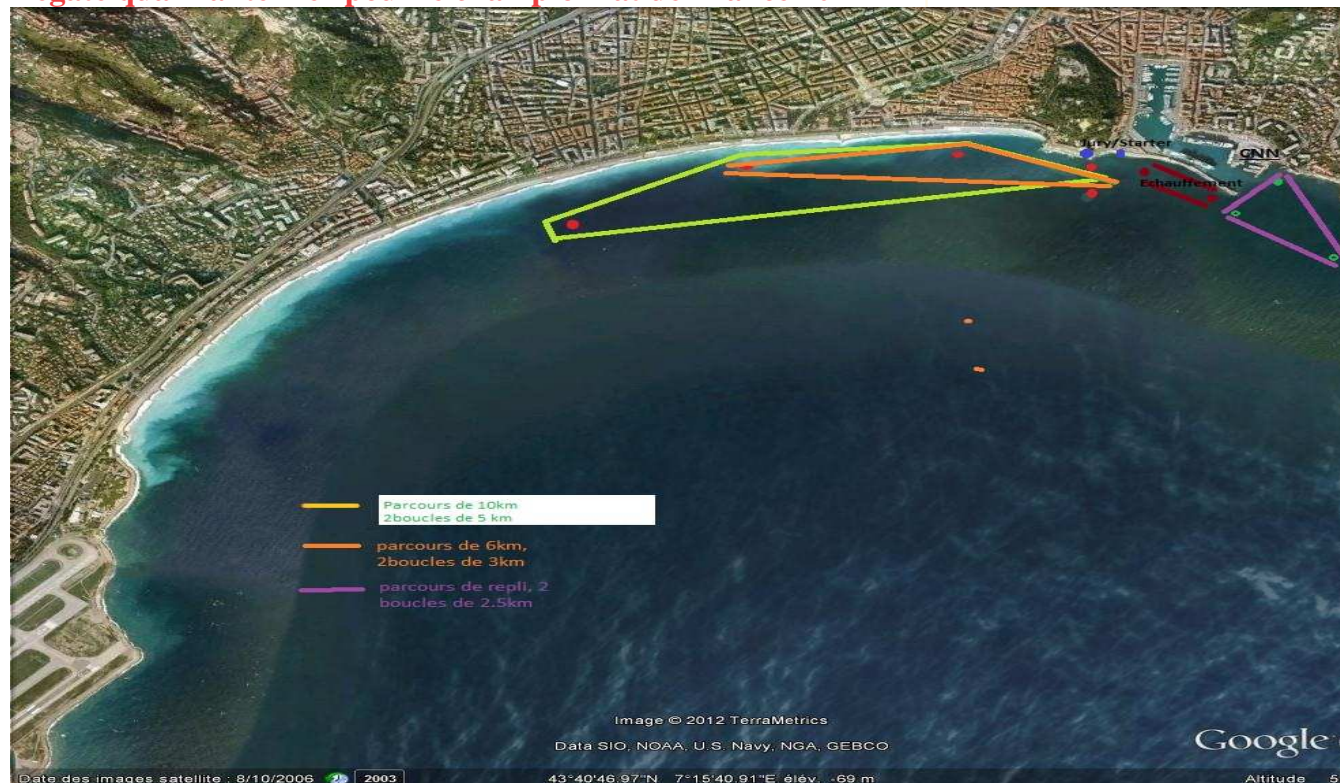 Jury/Starter
CNN
Echauffement
Parcours de 10km
2boucles de 5 km
parcours de 6km,
2boucles de 3km
parcours de repli, 2
boucles de 2.5km
Image © 2012 TerraMetrics
Data SIO, NOAA, U.S. Navy, NGA, GEBCO
Google
Date des images satellite : 8/10/2006 2003 43°40'46.97"N 7°15'40.91"E élév. -69 m Altitude